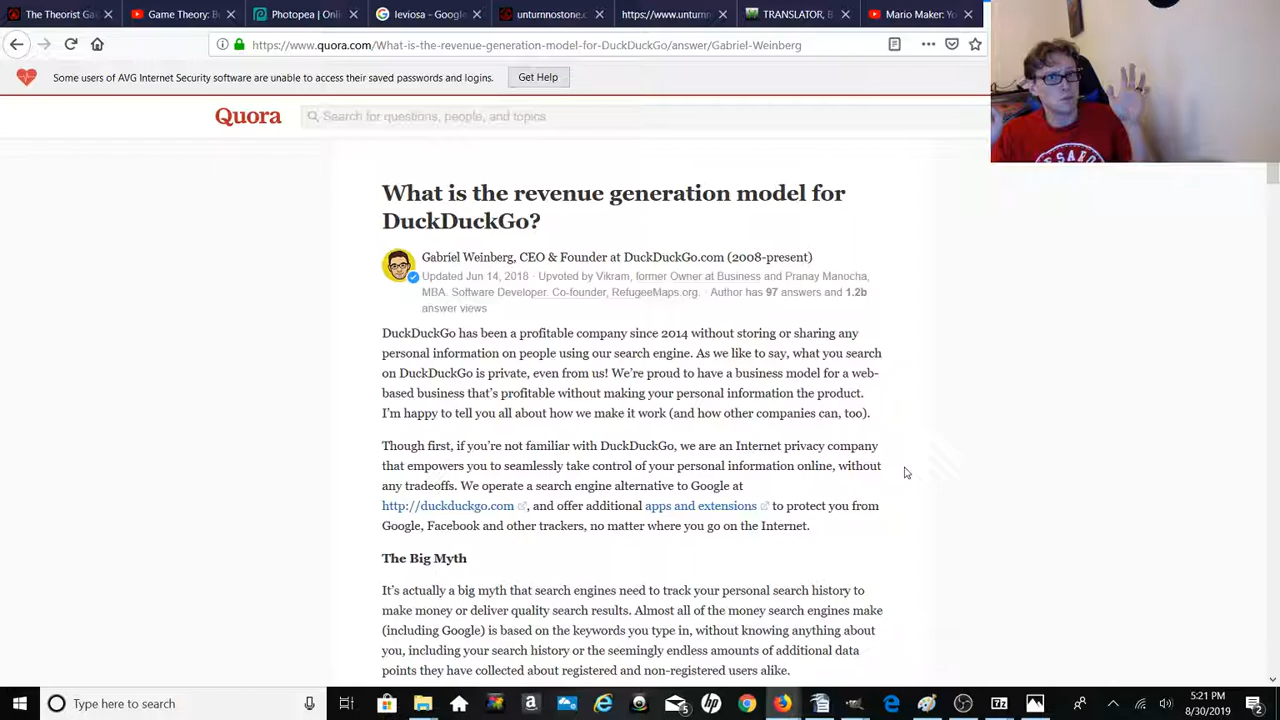 The Theorist Ga
Game Theory: B
Photopea | Onl
leviosa - Google
unturnnostone.c
https://www.unturn
TRANSLATOR, B
Mario Maker: Yo
https://www.quora.com/What-is-the-revenue-generation-model-for-DuckDuckGo/answer/Gabriel-Weinberg
Some users of AVG Internet Security software are unable to access their saved passwords and logins.
Get Help
Quora
Search for questions, people, and topics
What is the revenue generation model for
DuckDuckGo?
Gabriel Weinberg, CEO & Founder at DuckDuckGo.com (2008-present)
Updated Jun 14, 2018 · Upvoted by Vikram, former Owner at Business and Pranay Manocha,
MBA. Software Developer. Co-founder, RefugeeMaps.org. · Author has 97 answers and 1.2b
answer views
DuckDuckGo has been a profitable company since 2014 without storing or sharing any
personal information on people using our search engine. As we like to say, what you search
on DuckDuckGo is private, even from us! We're proud to have a business model for a web-
based business that's profitable without making your personal information the product.
I'm happy to tell you all about how we make it work (and how other companies can, too).
Though first, if you're not familiar with DuckDuckGo, we are an Internet privacy company
that empowers you to seamlessly take control of your personal information online, without
any tradeoffs. We operate a search engine alternative to Google at
http://duckduckgo.com, and offer additional apps and extensions to protect you from
Google, Facebook and other trackers, no matter where you go on the Internet.
The Big Myth
It's actually a big myth that search engines need to track your personal search history to
make money or deliver quality search results. Almost all of the money search engines make
(including Google) is based on the keywords you type in, without knowing anything about
you, including your search history or the seemingly endless amounts of additional data
points they have collected about registered and non-registered users alike.
Type here to search
5:21 PM
8/30/2019